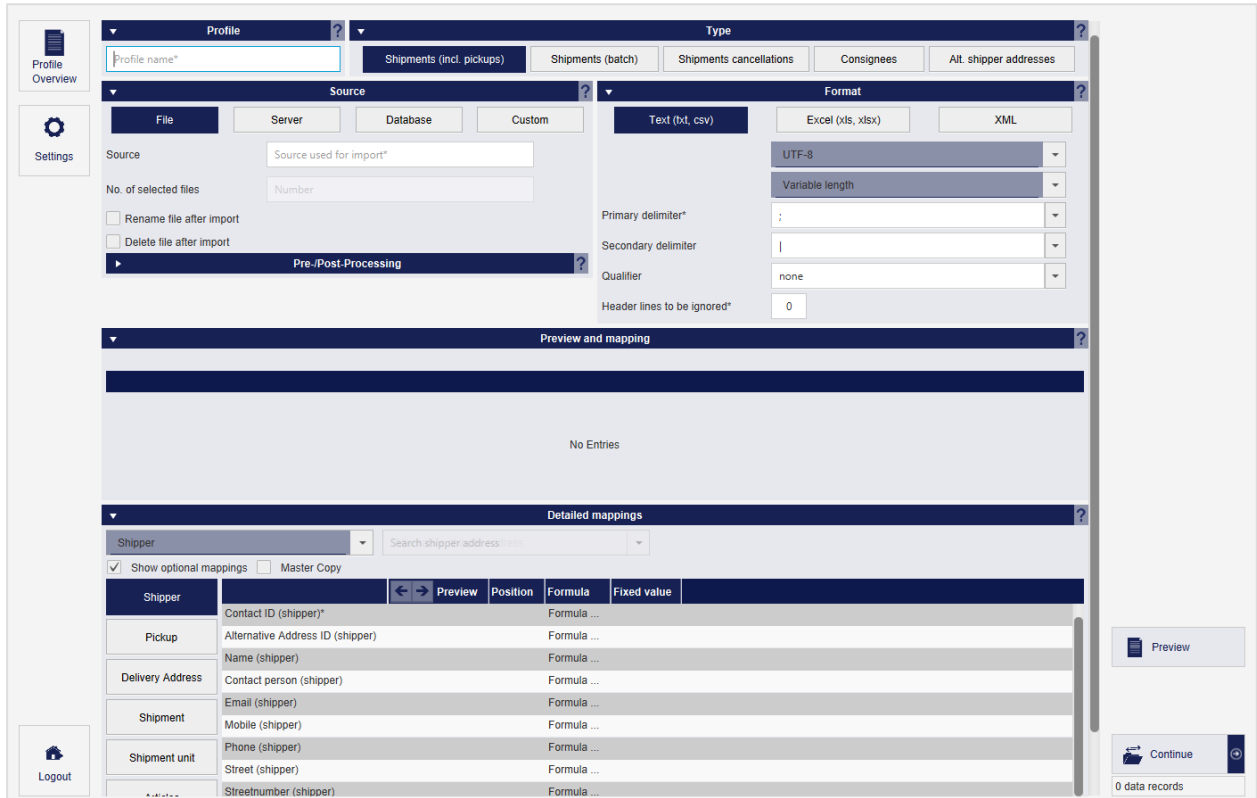 Profile Overview
Settings
Logout
Profile ?
Profile name*
Type ?
Shipments (incl. pickups) Shipments (batch) Shipments cancellations Consignees Alt. shipper addresses
Source ?
File Server Database Custom
Source Source used for import*
No. of selected files Number
Rename file after import
Delete file after import
Pre-/Post-Processing ?
Format ?
Text (txt, csv) Excel (xls, xlsx) XML
UTF-8
Variable length
Primary delimiter* ;
Secondary delimiter |
Qualifier none
Header lines to be ignored* 0
Preview and mapping ?
No Entries
Detailed mappings ?
Shipper Search shipper address
Show optional mappings Master Copy
Shipper
Pickup
Delivery Address
Shipment
Shipment unit
Articles
Preview Position Formula Fixed value
Contact ID (shipper)* Formula ...
Alternative Address ID (shipper) Formula ...
Name (shipper) Formula ...
Contact person (shipper) Formula ...
Email (shipper) Formula ...
Mobile (shipper) Formula ...
Phone (shipper) Formula ...
Street (shipper) Formula ...
Streetnumber (shipper) Formula ...
Preview
Continue
0 data records